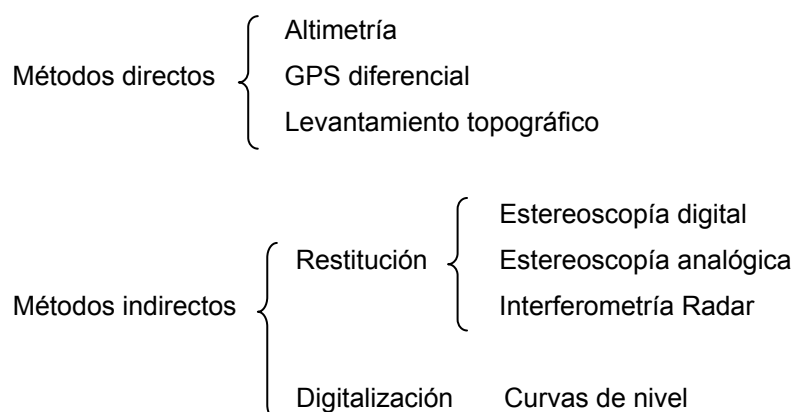 Altimetría
Métodos directos GPS diferencial
Levantamiento topográfico
Estereoscopía digital
Restitución Estereoscopía analógica
Métodos indirectos Interferometría Radar
Digitalización Curvas de nivel